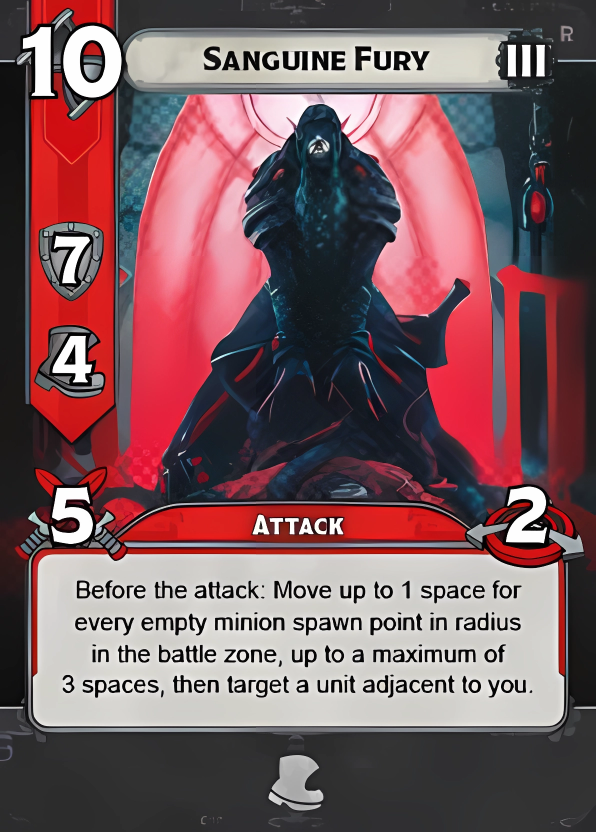 10
SANGUINE FURY
III
R
7
4
5
ATTACK
2
Before the attack: Move up to 1 space for
every empty minion spawn point in radius
in the battle zone, up to a maximum of
3 spaces, then target a unit adjacent to you.